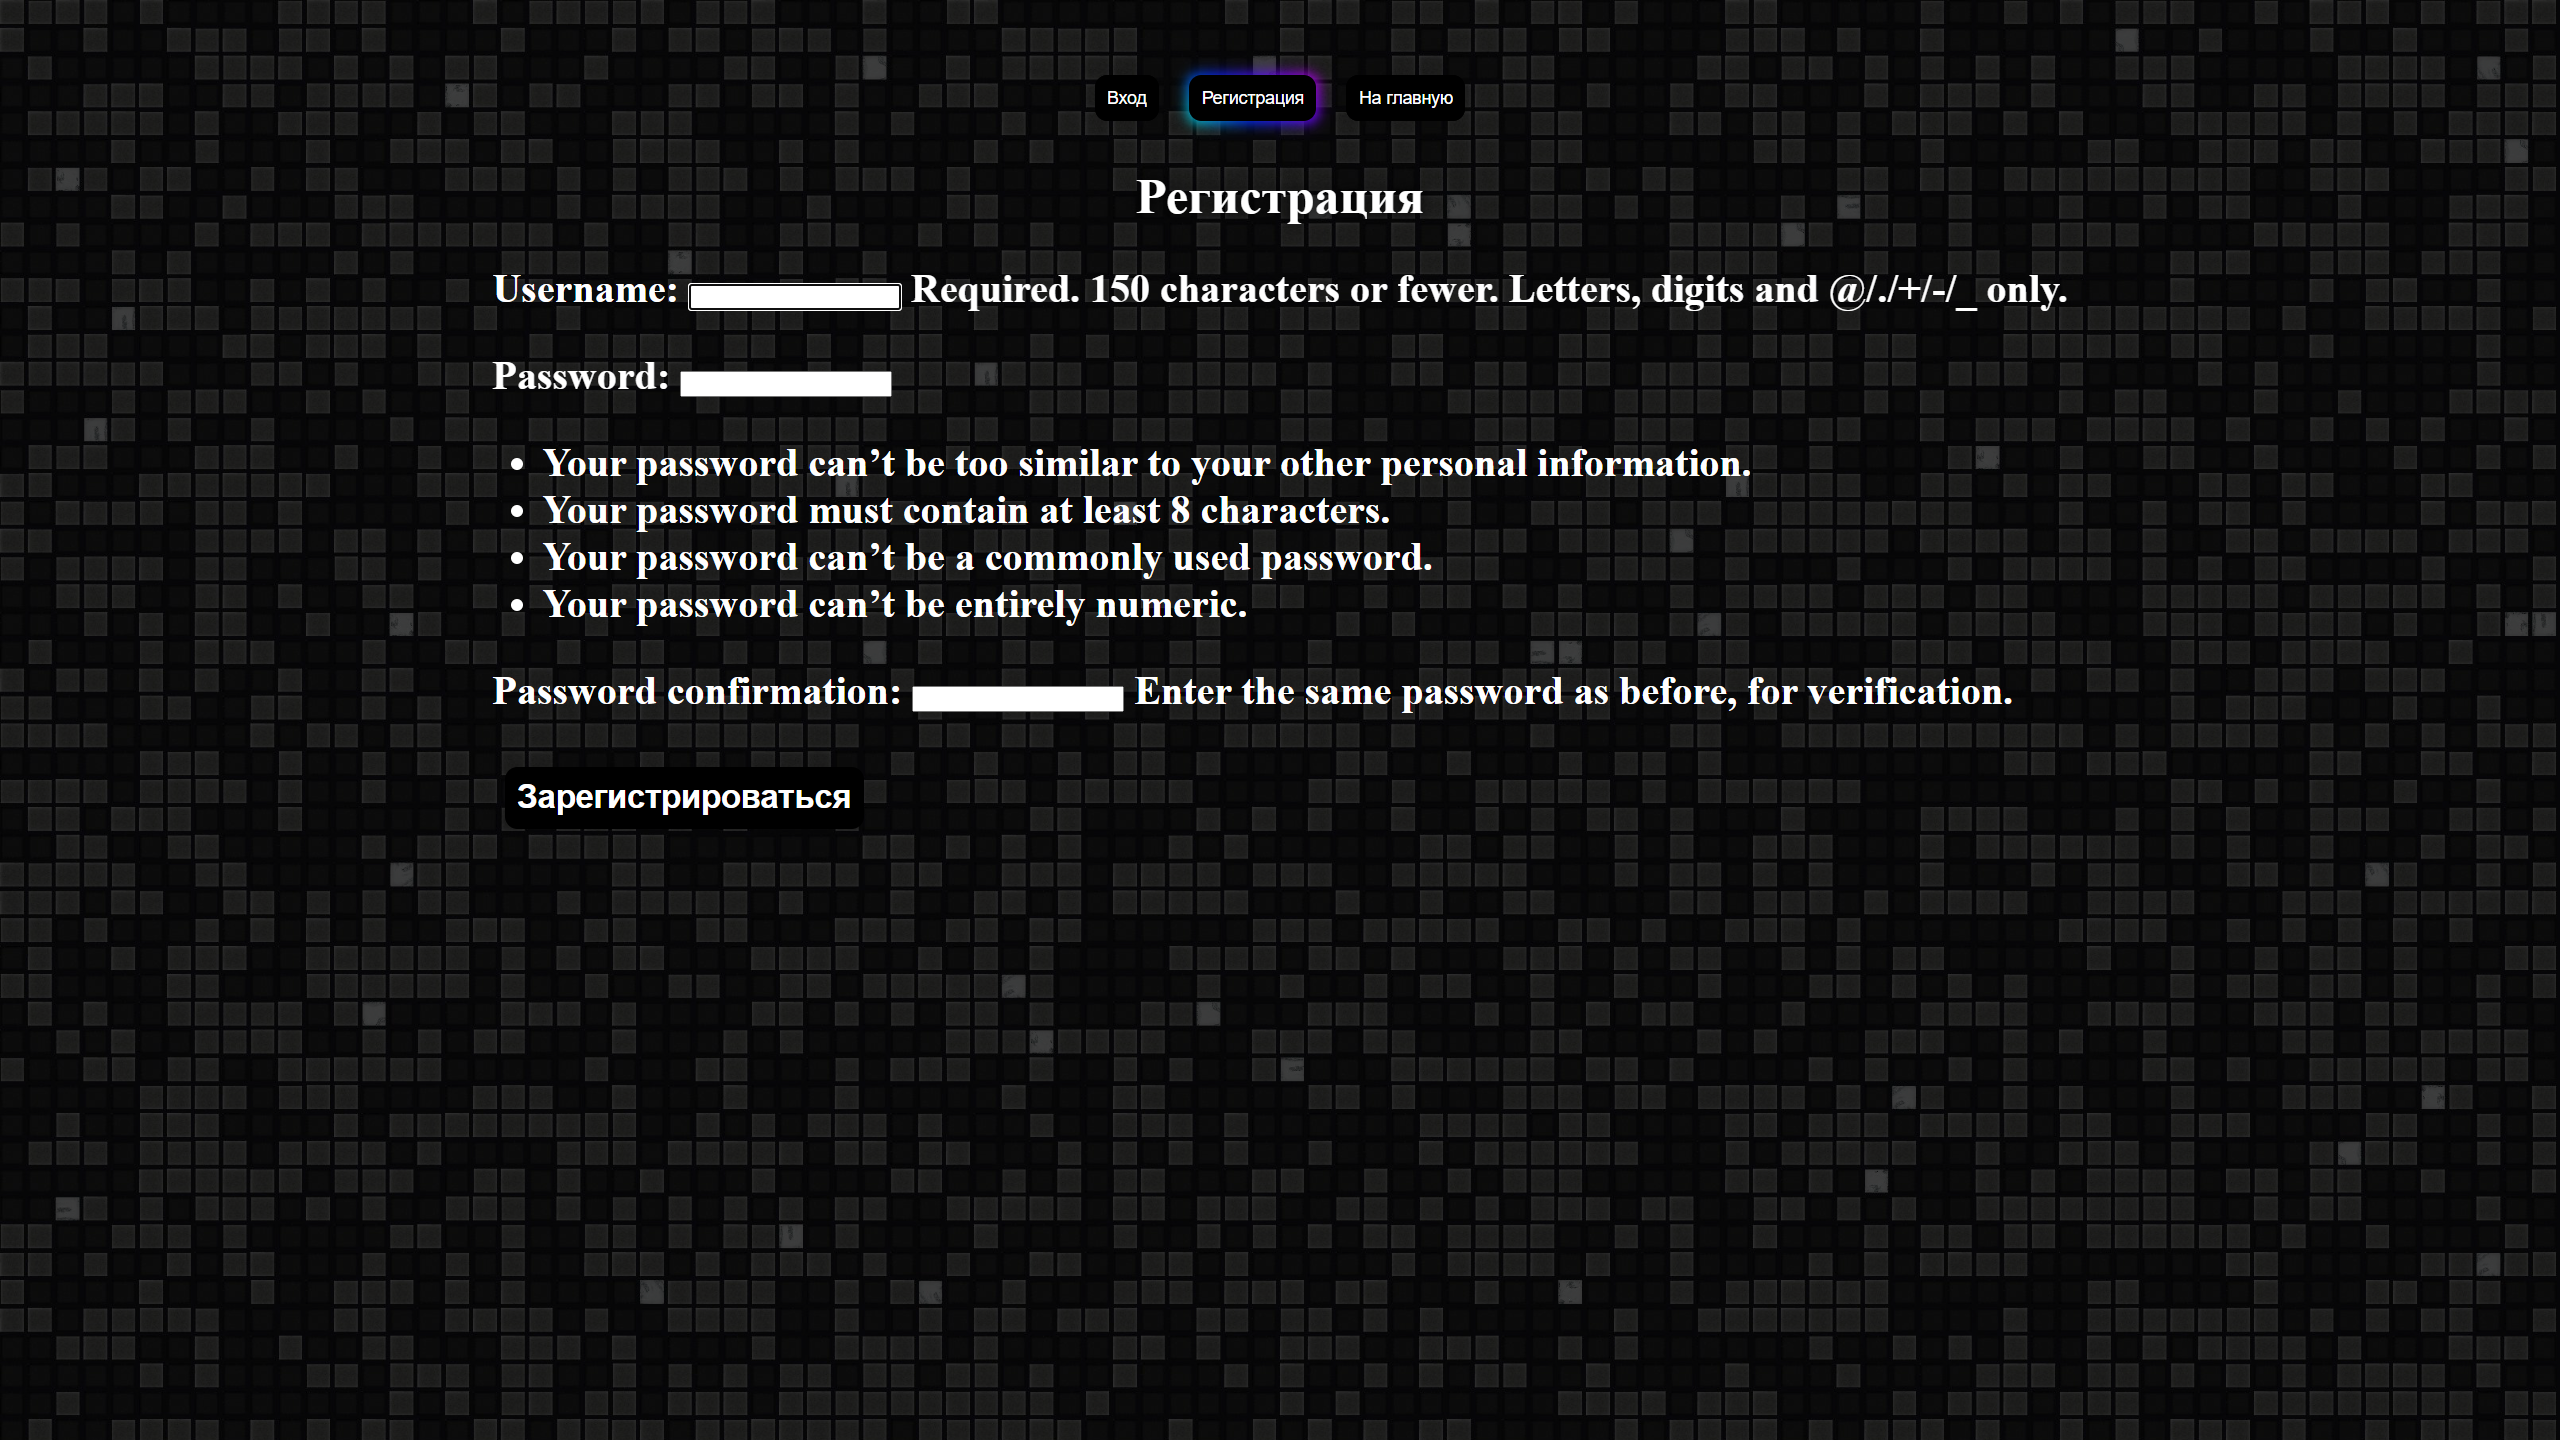 Вход Регистрация На главную
Регистрация
Username: Required. 150 characters or fewer. Letters, digits and @/./+/-/_ only.
Password:
• Your password can’t be too similar to your other personal information.
• Your password must contain at least 8 characters.
• Your password can’t be a commonly used password.
• Your password can’t be entirely numeric.
Password confirmation: Enter the same password as before, for verification.
Зарегистрироваться